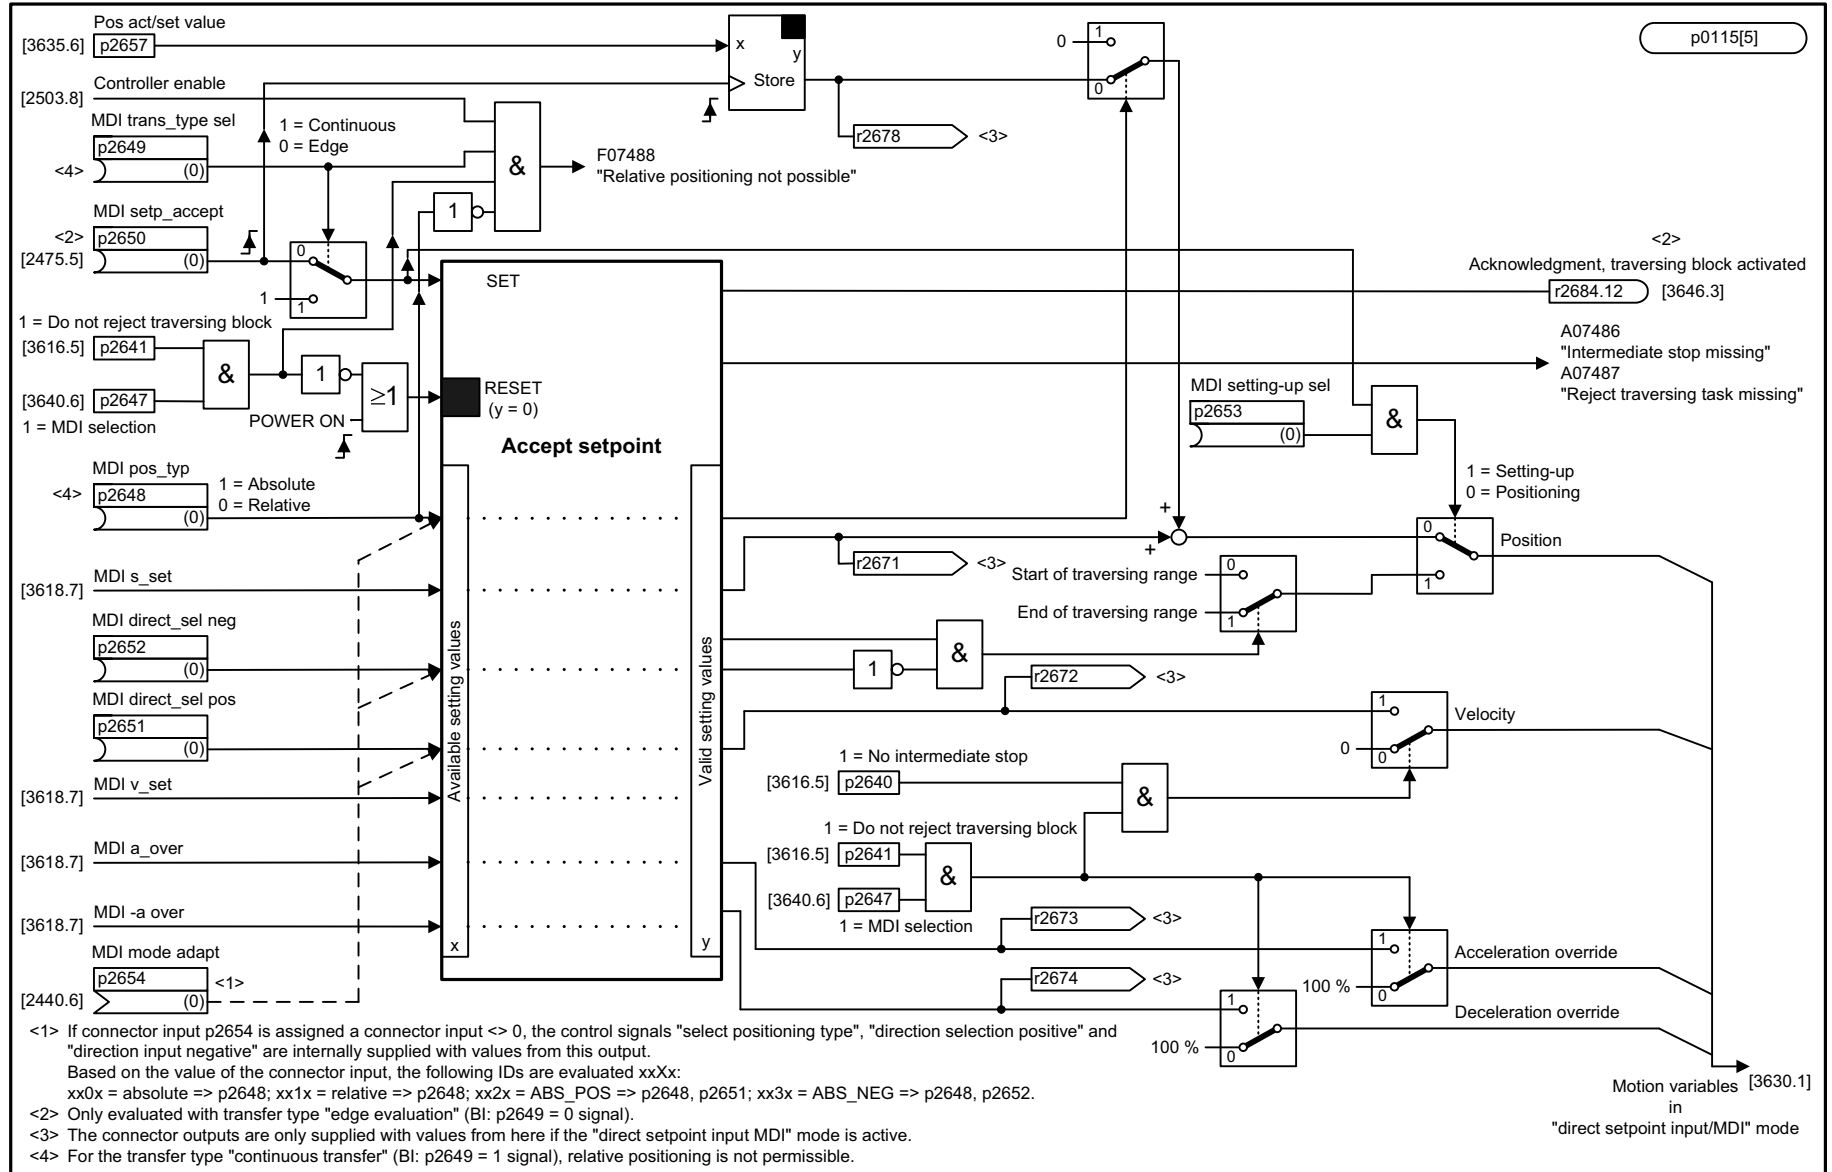 Pos act/set value
[3635.6] p2657
x
y
Store
0
1
0
p0115[5]
Controller enable
[2503.8]
MDI trans_type sel
p2649
<4> (0)
1 = Continuous
0 = Edge
&
F07488
"Relative positioning not possible"
r2678 <3>
1
MDI setp_accept
<2> p2650
[2475.5] (0)
0
1
1
SET
<2>
Acknowledgment, traversing block activated
r2684.12 [3646.3]
1 = Do not reject traversing block
[3616.5] p2641
&
1
≥1
[3640.6] p2647
1 = MDI selection
POWER ON
RESET
(y = 0)
Accept setpoint
A07486
"Intermediate stop missing"
A07487
"Reject traversing task missing"
MDI setting-up sel
p2653
(0)
&
1 = Setting-up
0 = Positioning
MDI pos_typ
<4> p2648
(0)
1 = Absolute
0 = Relative
+
+
0
1
Position
r2671 <3>
[3618.7] MDI s_set
Start of traversing range
0
End of traversing range
1
MDI direct_sel neg
p2652
(0)
Available setting values
Valid setting values
1
&
r2672 <3>
MDI direct_sel pos
p2651
(0)
1
Velocity
0
0
[3618.7] MDI v_set
1 = No intermediate stop
[3616.5] p2640
&
1 = Do not reject traversing block
[3616.5] p2641
&
[3640.6] p2647
1 = MDI selection
[3618.7] MDI a_over
[3618.7] MDI -a over
x
y
r2673 <3>
1
Acceleration override
100 %
0
r2674 <3>
1
Deceleration override
100 %
0
MDI mode adapt
p2654 <1>
[2440.6] (0)
Motion variables [3630.1]
in
"direct setpoint input/MDI" mode
<1> If connector input p2654 is assigned a connector input <> 0, the control signals "select positioning type", "direction selection positive" and
"direction input negative" are internally supplied with values from this output.
Based on the value of the connector input, the following IDs are evaluated xxXx:
xx0x = absolute => p2648; xx1x = relative => p2648; xx2x = ABS_POS => p2648, p2651; xx3x = ABS_NEG => p2648, p2652.
<2> Only evaluated with transfer type "edge evaluation" (BI: p2649 = 0 signal).
<3> The connector outputs are only supplied with values from here if the "direct setpoint input MDI" mode is active.
<4> For the transfer type "continuous transfer" (BI: p2649 = 1 signal), relative positioning is not permissible.